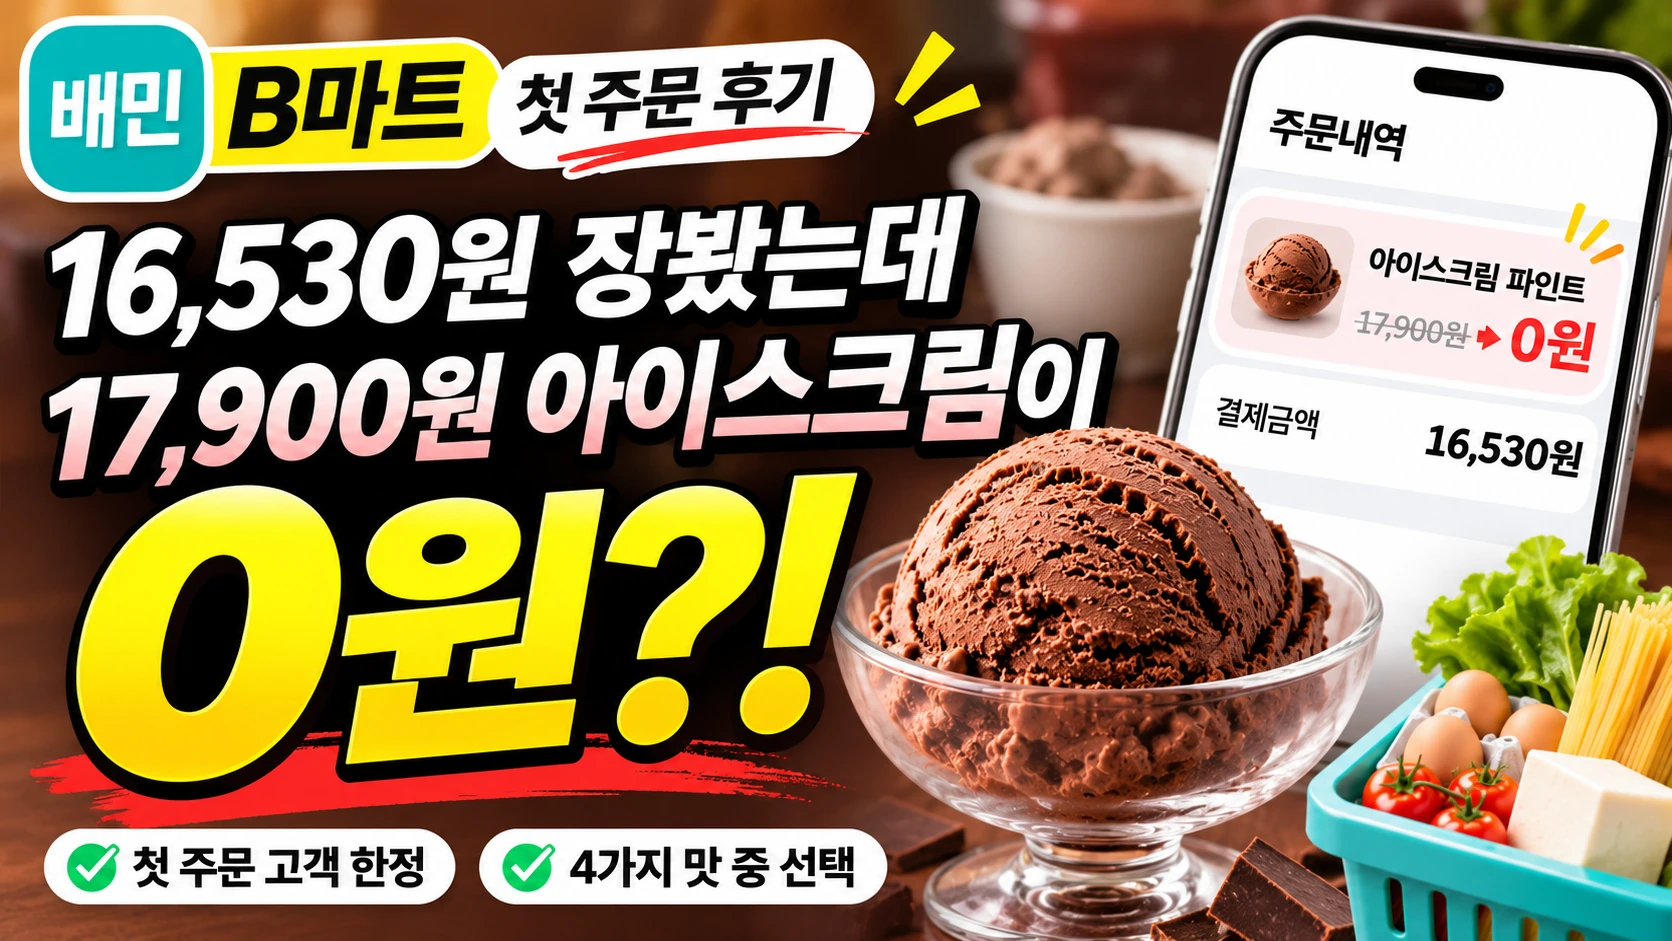 배민 B마트 첫 주문 후기
16,530원 장봤는데
17,900원 아이스크림이
0원?!
첫 주문 고객 한정
4가지 맛 중 선택
주문내역
아이스크림 파인트
17,900원 → 0원
결제금액 16,530원